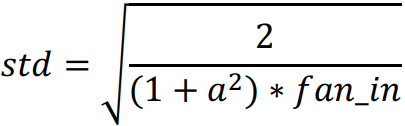 std = √(2 / ((1 + a²) * fan_in))